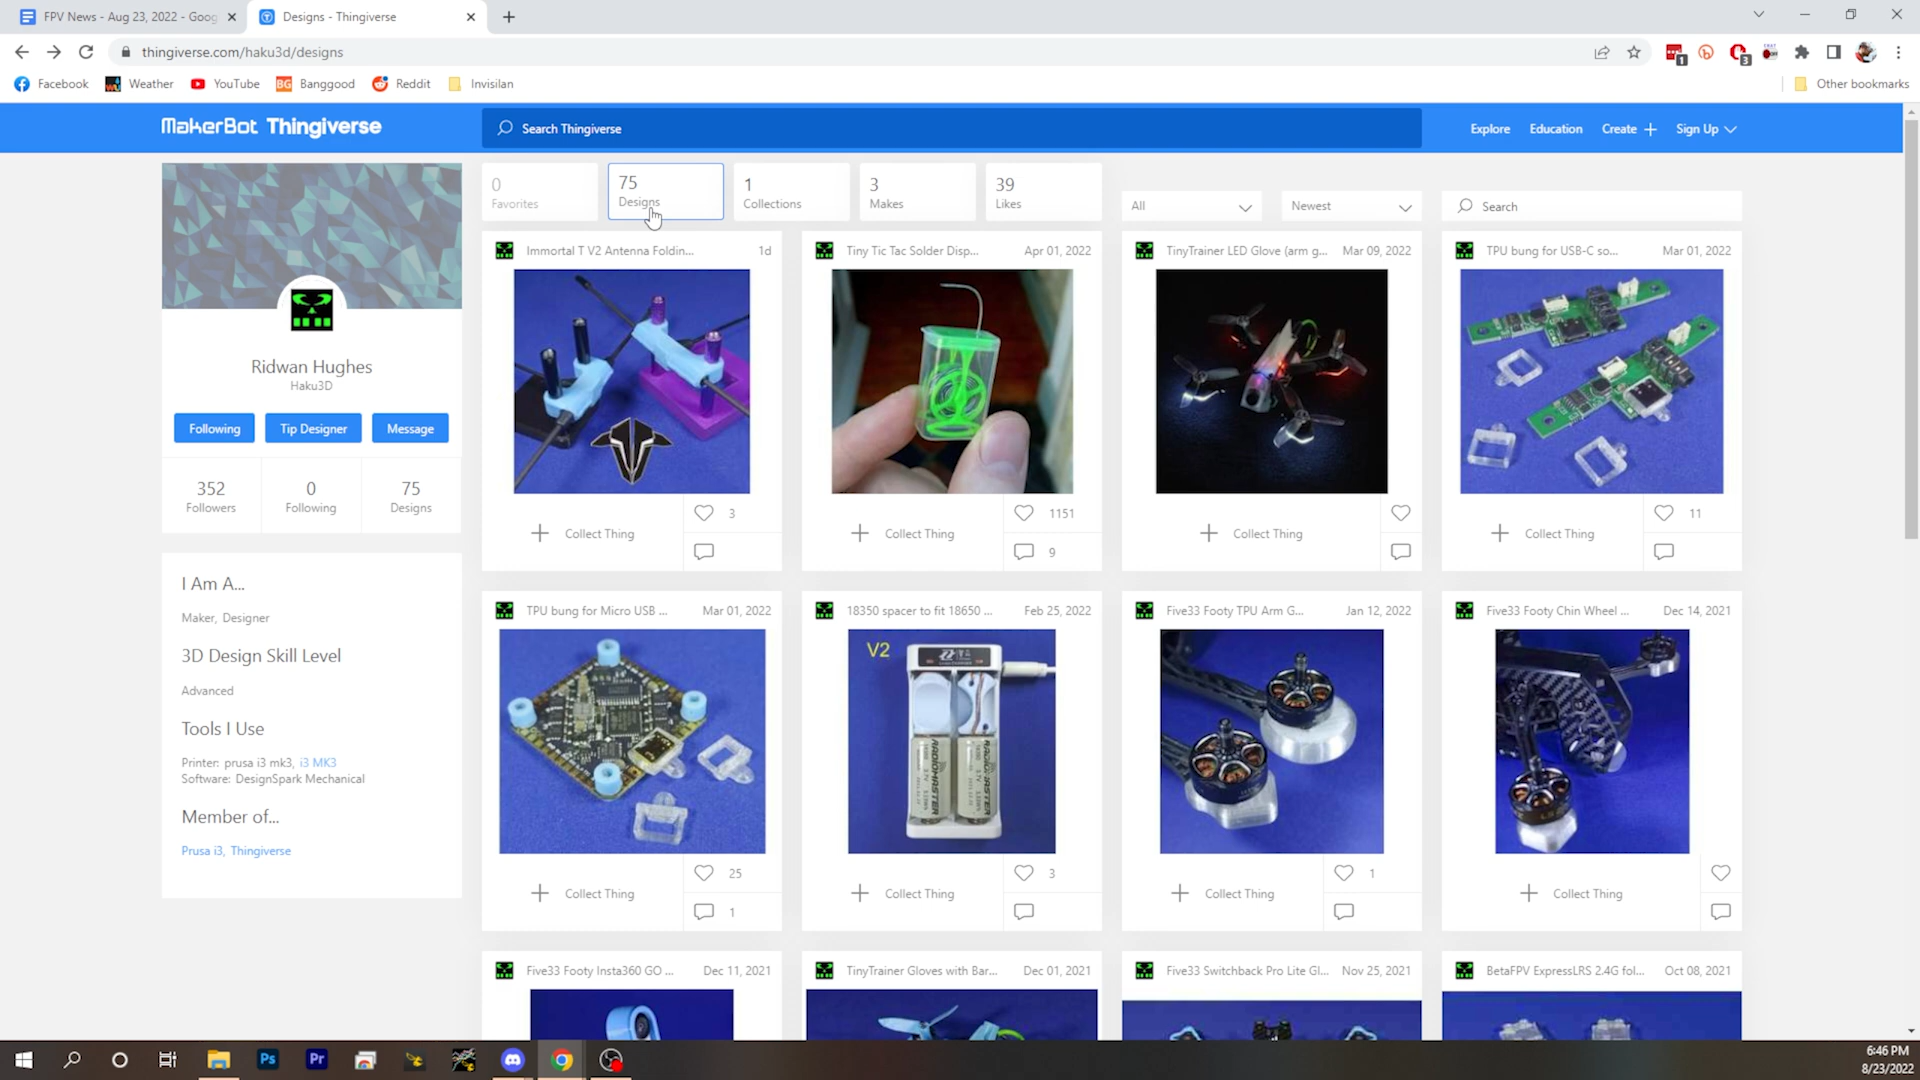 FPV News - Aug 23, 2022 - Goog
Designs - Thingiverse
thingiverse.com/haku3d/designs
1
3
Facebook
Weather
YouTube
BG
Banggood
Reddit
Invisilan
Other bookmarks
MakerBot Thingiverse
Search Thingiverse
Explore
Education
Create
Sign Up
0
Favorites
75
Designs
1
Collections
3
Makes
39
Likes
All
Newest
Search
Ridwan Hughes
Haku3D
Following
Tip Designer
Message
352
Followers
0
Following
75
Designs
I Am A...
Maker, Designer
3D Design Skill Level
Advanced
Tools I Use
Printer: prusa i3 mk3, i3 MK3
Software: DesignSpark Mechanical
Member of...
Prusa i3, Thingiverse
Immortal T V2 Antenna Foldin...
1d
Collect Thing
3
Tiny Tic Tac Solder Disp...
Apr 01, 2022
Collect Thing
1151
9
TinyTrainer LED Glove (arm g...
Mar 09, 2022
Collect Thing
TPU bung for USB-C so...
Mar 01, 2022
Collect Thing
11
TPU bung for Micro USB ...
Mar 01, 2022
Collect Thing
25
1
18350 spacer to fit 18650 ...
Feb 25, 2022
V2
RADIOMASTER
RADIOMASTER
Collect Thing
3
Five33 Footy TPU Arm G...
Jan 12, 2022
Collect Thing
1
Five33 Footy Chin Wheel ...
Dec 14, 2021
Collect Thing
Five33 Footy Insta360 GO ...
Dec 11, 2021
TinyTrainer Gloves with Bar...
Dec 01, 2021
Five33 Switchback Pro Lite Gl...
Nov 25, 2021
BetaFPV ExpressLRS 2.4G fol...
Oct 08, 2021
Ps
Pr
6:46 PM
8/23/2022